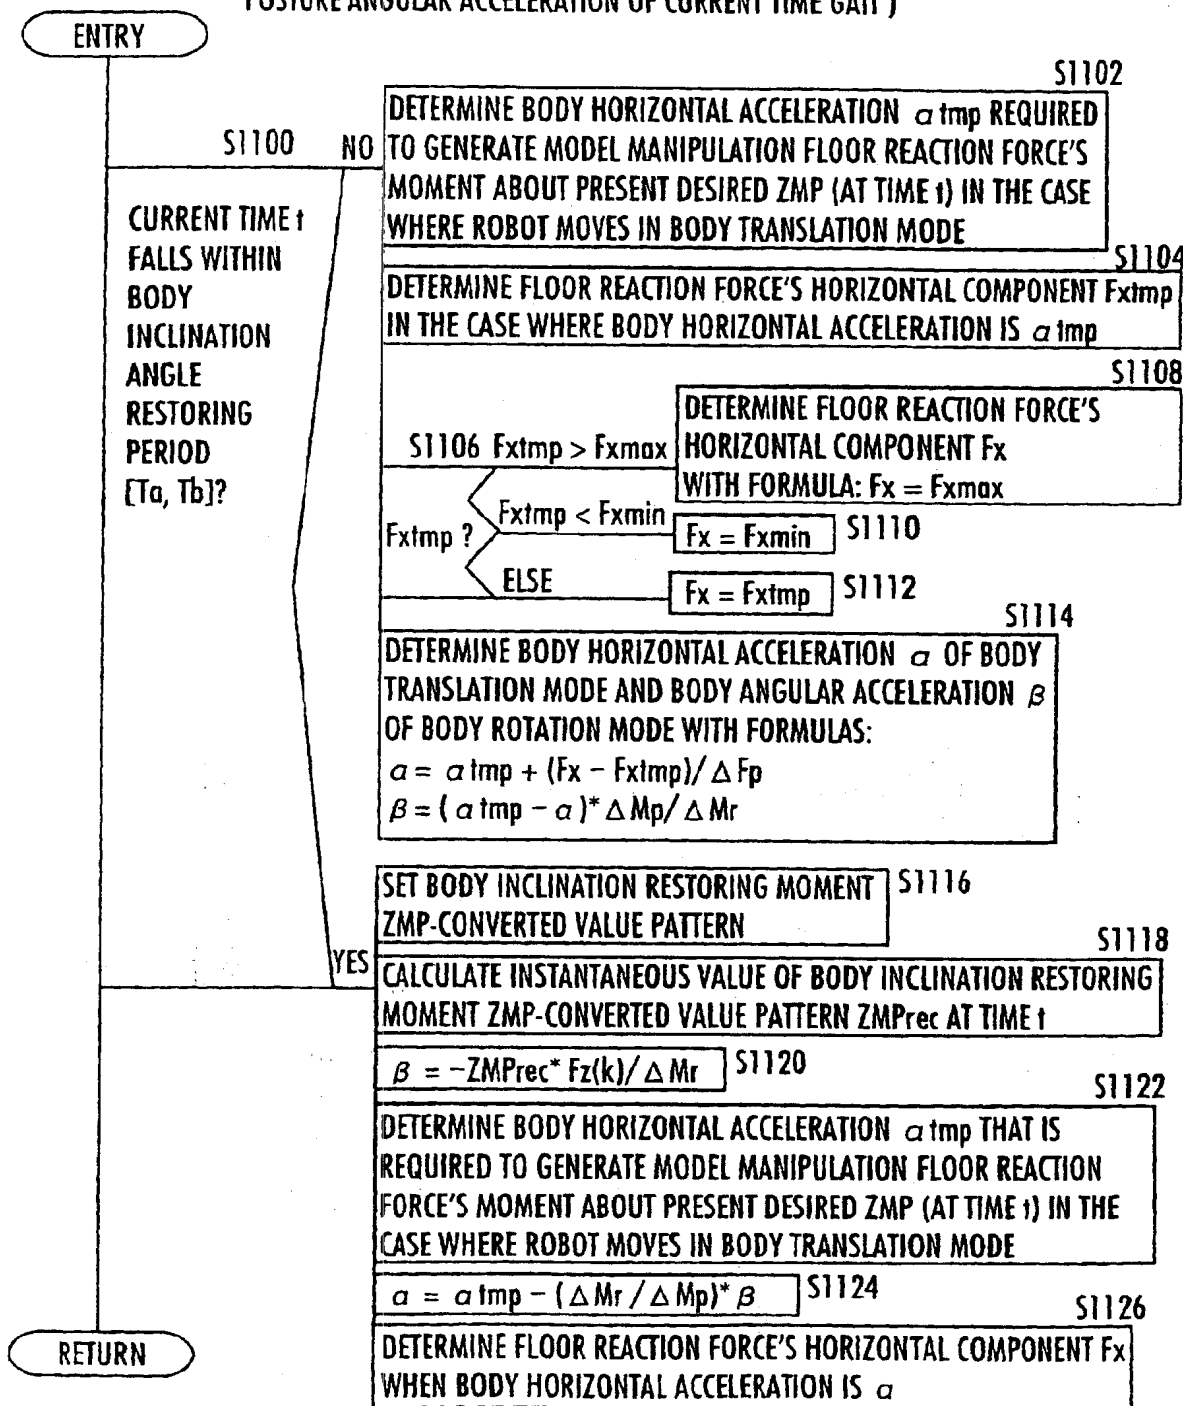 POSTURE ANGULAR ACCELERATION OF CURRENT TIME GAIT )
ENTRY
S1102
DETERMINE BODY HORIZONTAL ACCELERATION α tmp REQUIRED
TO GENERATE MODEL MANIPULATION FLOOR REACTION FORCE'S
MOMENT ABOUT PRESENT DESIRED ZMP (AT TIME t) IN THE CASE
WHERE ROBOT MOVES IN BODY TRANSLATION MODE
S1100
NO
CURRENT TIME t
FALLS WITHIN
BODY
INCLINATION
ANGLE
RESTORING
PERIOD
[Ta, Tb]?
S1104
DETERMINE FLOOR REACTION FORCE'S HORIZONTAL COMPONENT Fxtmp
IN THE CASE WHERE BODY HORIZONTAL ACCELERATION IS α tmp
S1108
DETERMINE FLOOR REACTION FORCE'S
HORIZONTAL COMPONENT Fx
WITH FORMULA: Fx = Fxmax
S1106 Fxtmp > Fxmax
Fxtmp ?
Fxtmp < Fxmin
Fx = Fxmin
S1110
ELSE
Fx = Fxtmp
S1112
S1114
DETERMINE BODY HORIZONTAL ACCELERATION α OF BODY
TRANSLATION MODE AND BODY ANGULAR ACCELERATION β
OF BODY ROTATION MODE WITH FORMULAS:
α = α tmp + (Fx - Fxtmp)/ΔFp
β = ( α tmp - α )* ΔMp/ΔMr
SET BODY INCLINATION RESTORING MOMENT
ZMP-CONVERTED VALUE PATTERN
S1116
S1118
YES
CALCULATE INSTANTANEOUS VALUE OF BODY INCLINATION RESTORING
MOMENT ZMP-CONVERTED VALUE PATTERN ZMPrec AT TIME t
β = -ZMPrec* Fz(k)/ΔMr
S1120
S1122
DETERMINE BODY HORIZONTAL ACCELERATION α tmp THAT IS
REQUIRED TO GENERATE MODEL MANIPULATION FLOOR REACTION
FORCE'S MOMENT ABOUT PRESENT DESIRED ZMP (AT TIME t) IN THE
CASE WHERE ROBOT MOVES IN BODY TRANSLATION MODE
α = α tmp - (ΔMr /ΔMp)* β
S1124
S1126
DETERMINE FLOOR REACTION FORCE'S HORIZONTAL COMPONENT Fx
WHEN BODY HORIZONTAL ACCELERATION IS α
RETURN